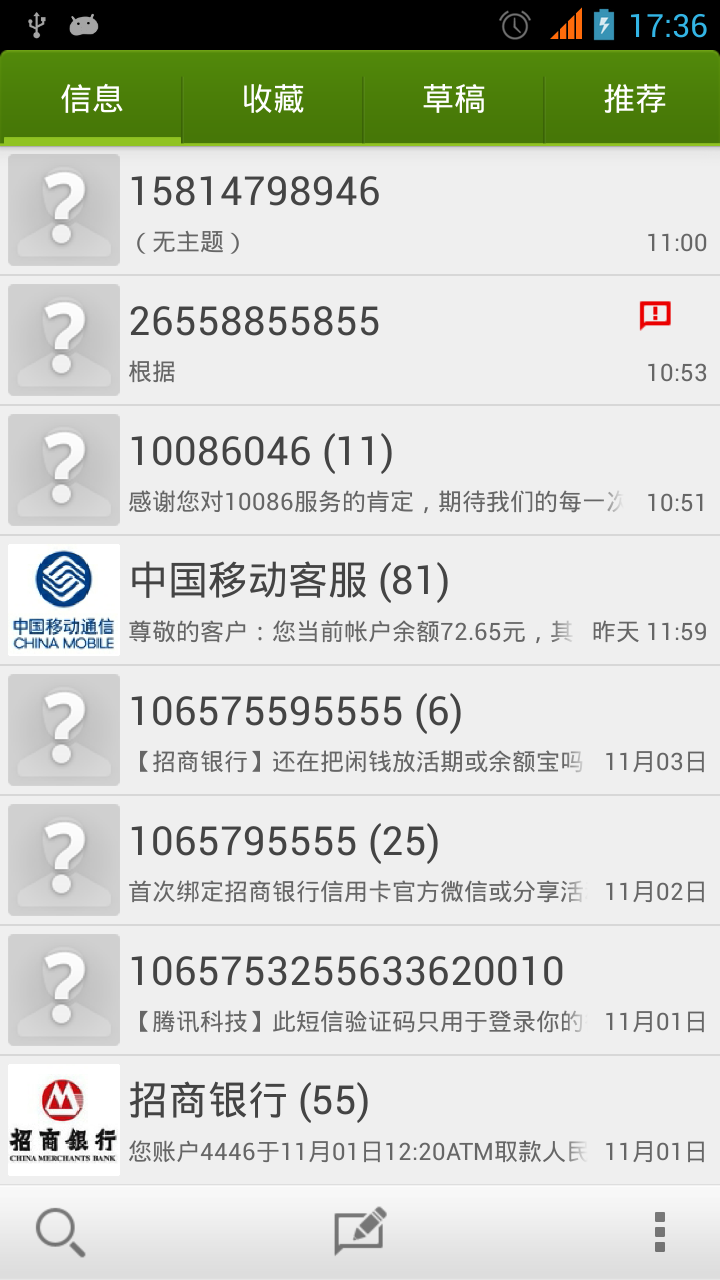 17:36
信息 收藏 草稿 推荐
15814798946
（无主题） 11:00
26558855855
根据 10:53
10086046 (11)
感谢您对10086服务的肯定，期待我们的每一次 10:51
中国移动客服 (81)
中国移动通信
CHINA MOBILE
尊敬的客户：您当前帐户余额72.65元，其 昨天 11:59
106575595555 (6)
【招商银行】还在把闲钱放活期或余额宝吗 11月03日
1065795555 (25)
首次绑定招商银行信用卡官方微信或分享活 11月02日
1065753255633620010
【腾讯科技】此短信验证码只用于登录你的 11月01日
招商银行 (55)
招商銀行
CHINA MERCHANTS BANK
您账户4446于11月01日12:20ATM取款人民 11月01日